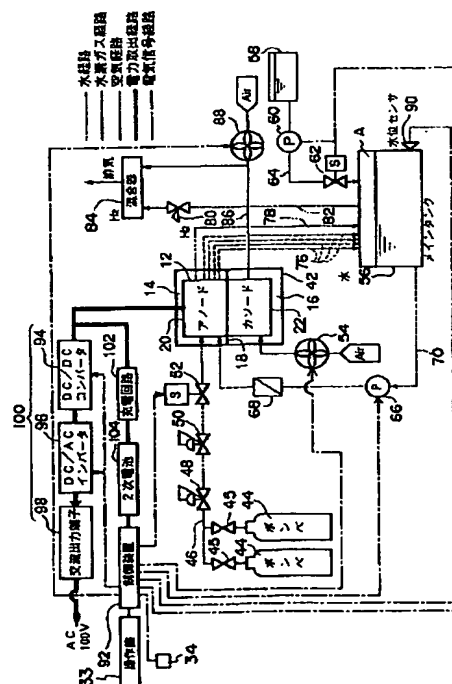 水経路
水素ガス経路
空気経路
電力取出経路
電気信号経路
排気
H₂
混合器
84
88
Air
58
60
P
64
62
S
A
水位センサ
90
80
86
78
82
H₂
76
水
56
メインタンク
14
12
20
アノード
カソード
18
42
16
22
54
Air
70
68
66
P
52
S
50
48
46
45
45
44
44
ボンベ
ボンベ
100
94
DC/DC
コンバータ
96
DC/AC
インバータ
98
交流出力端子
AC
100V
102
充電回路
104
2次電池
制御装置
92
操作部
33
34